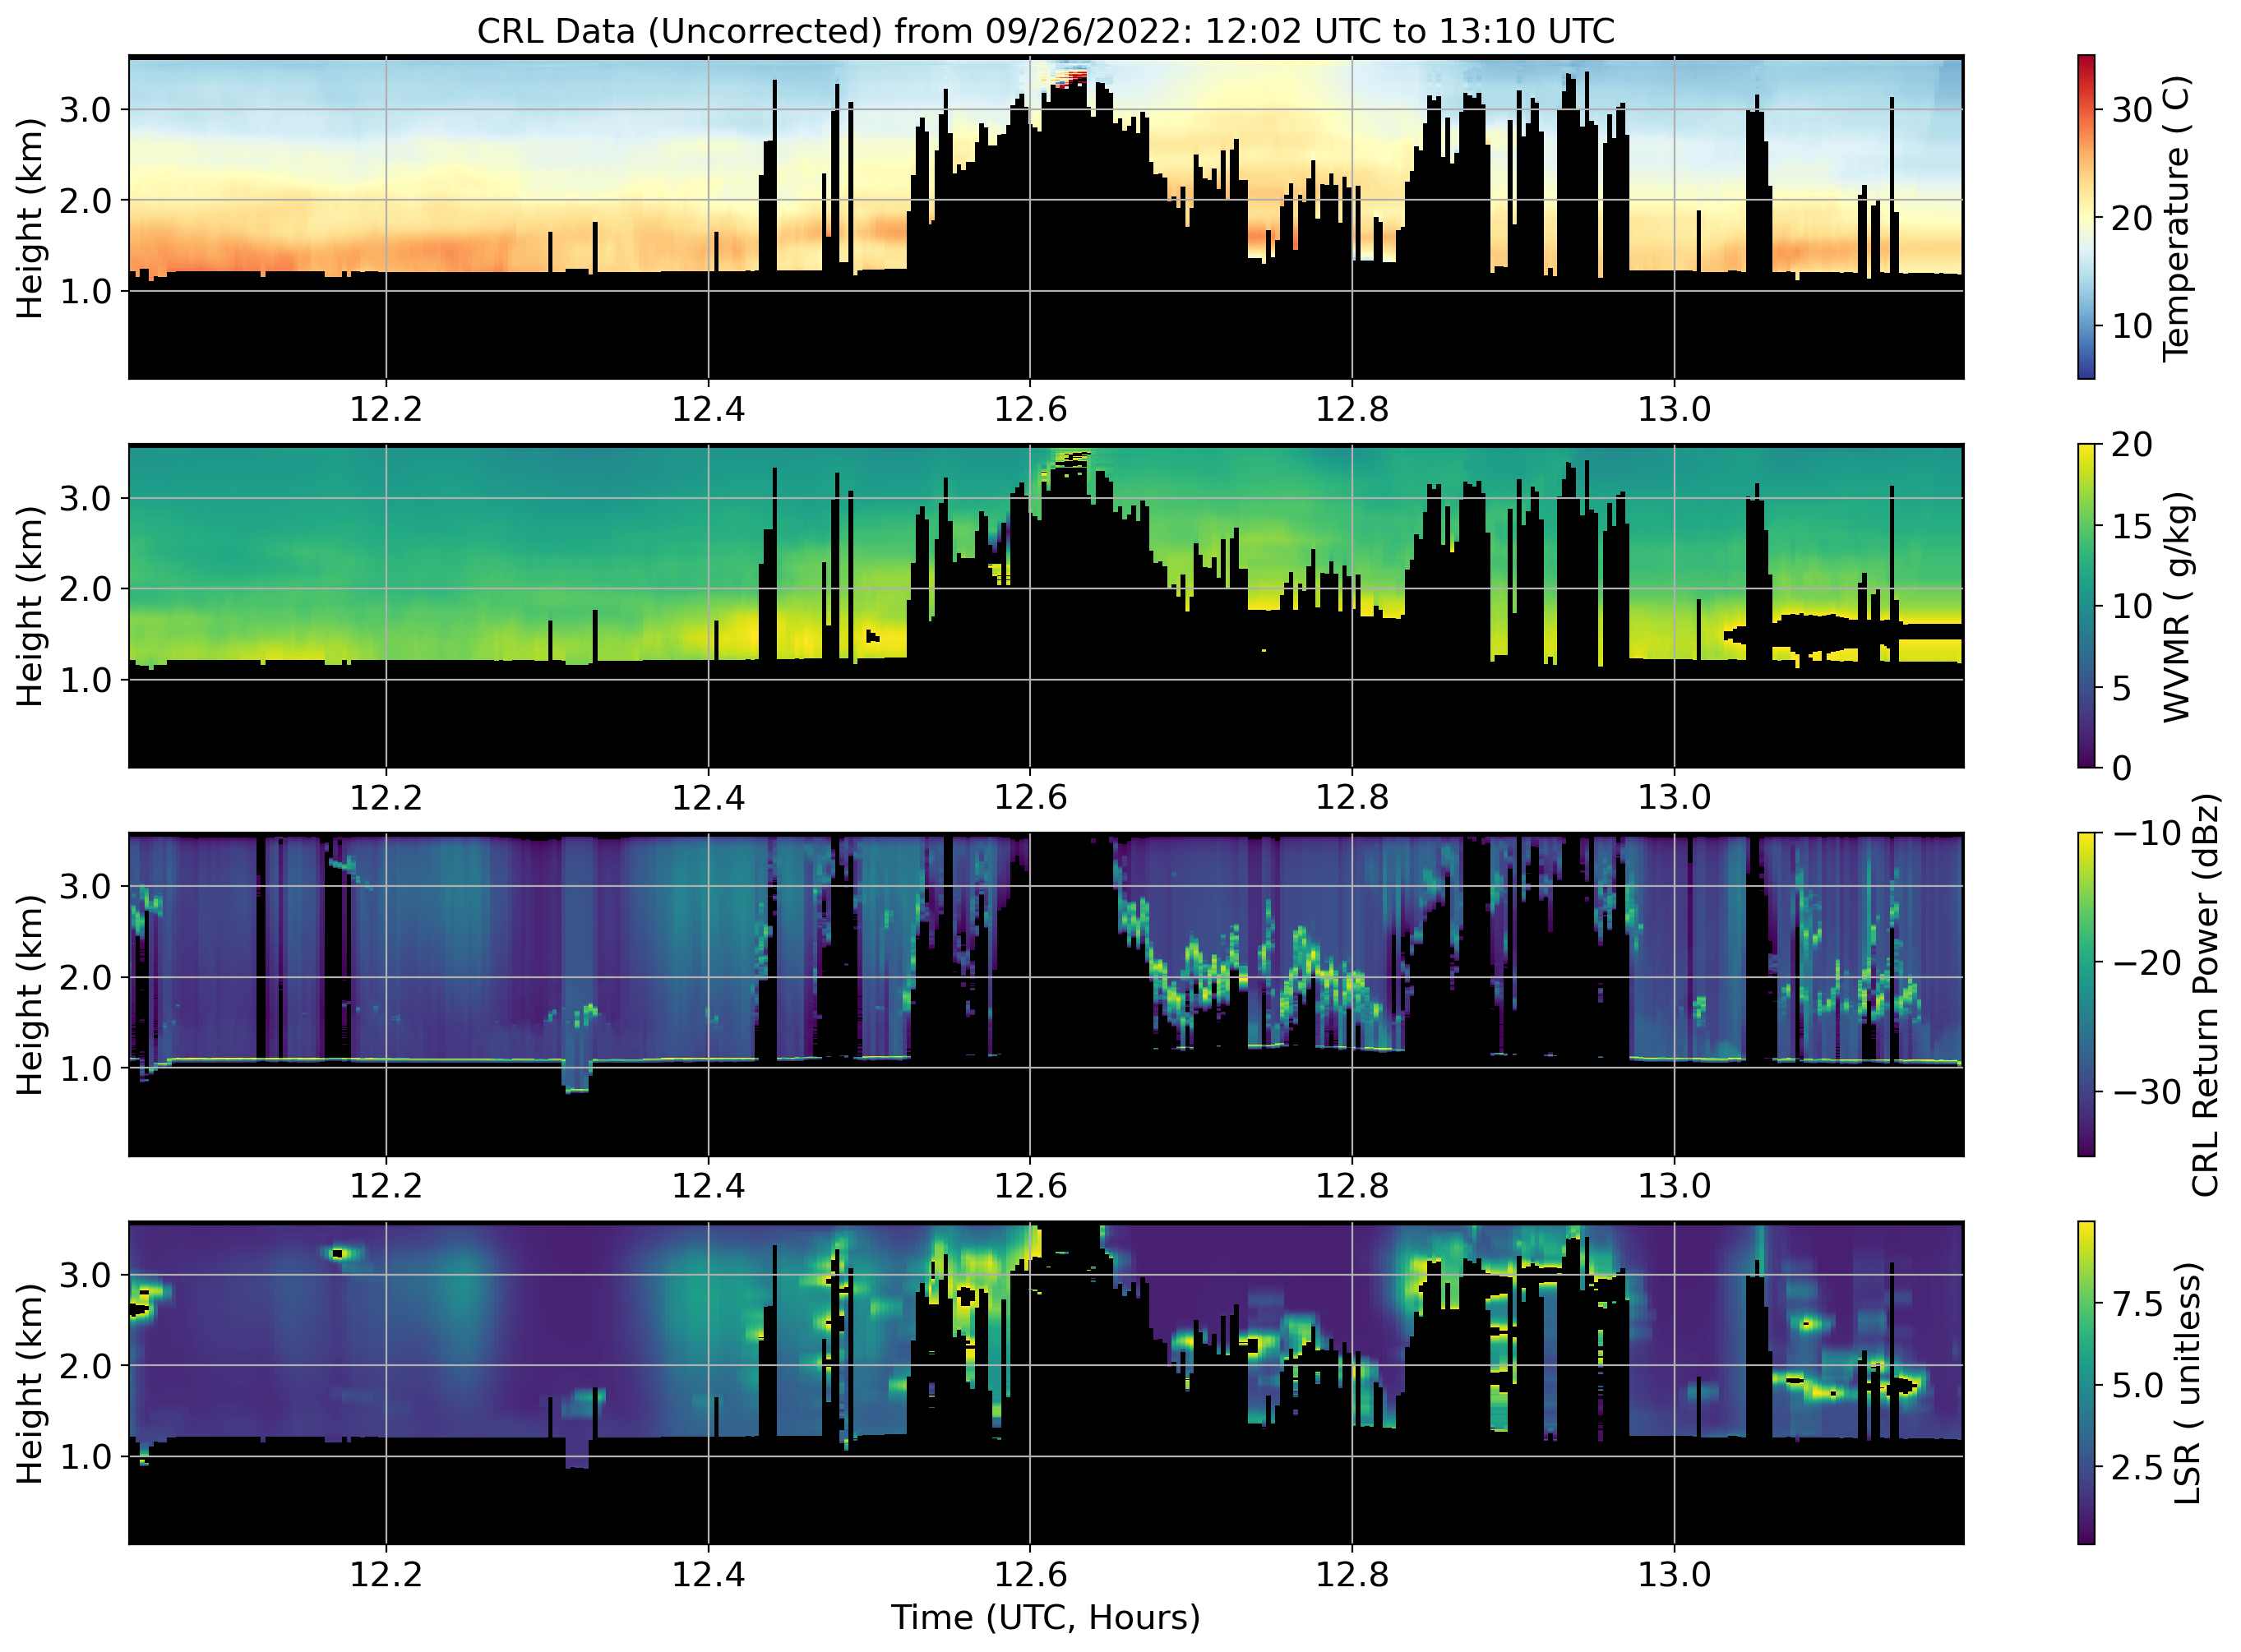 CRL Data (Uncorrected) from 09/26/2022: 12:02 UTC to 13:10 UTC
Height (km)
3.0
2.0
1.0
12.2 12.4 12.6 12.8 13.0
30
20
10
Temperature ( C)
Height (km)
3.0
2.0
1.0
12.2 12.4 12.6 12.8 13.0
20
15
10
5
0
WVMR ( g/kg)
Height (km)
3.0
2.0
1.0
12.2 12.4 12.6 12.8 13.0
−10
−20
−30
CRL Return Power (dBz)
Height (km)
3.0
2.0
1.0
12.2 12.4 12.6 12.8 13.0
7.5
5.0
2.5
LSR ( unitless)
Time (UTC, Hours)